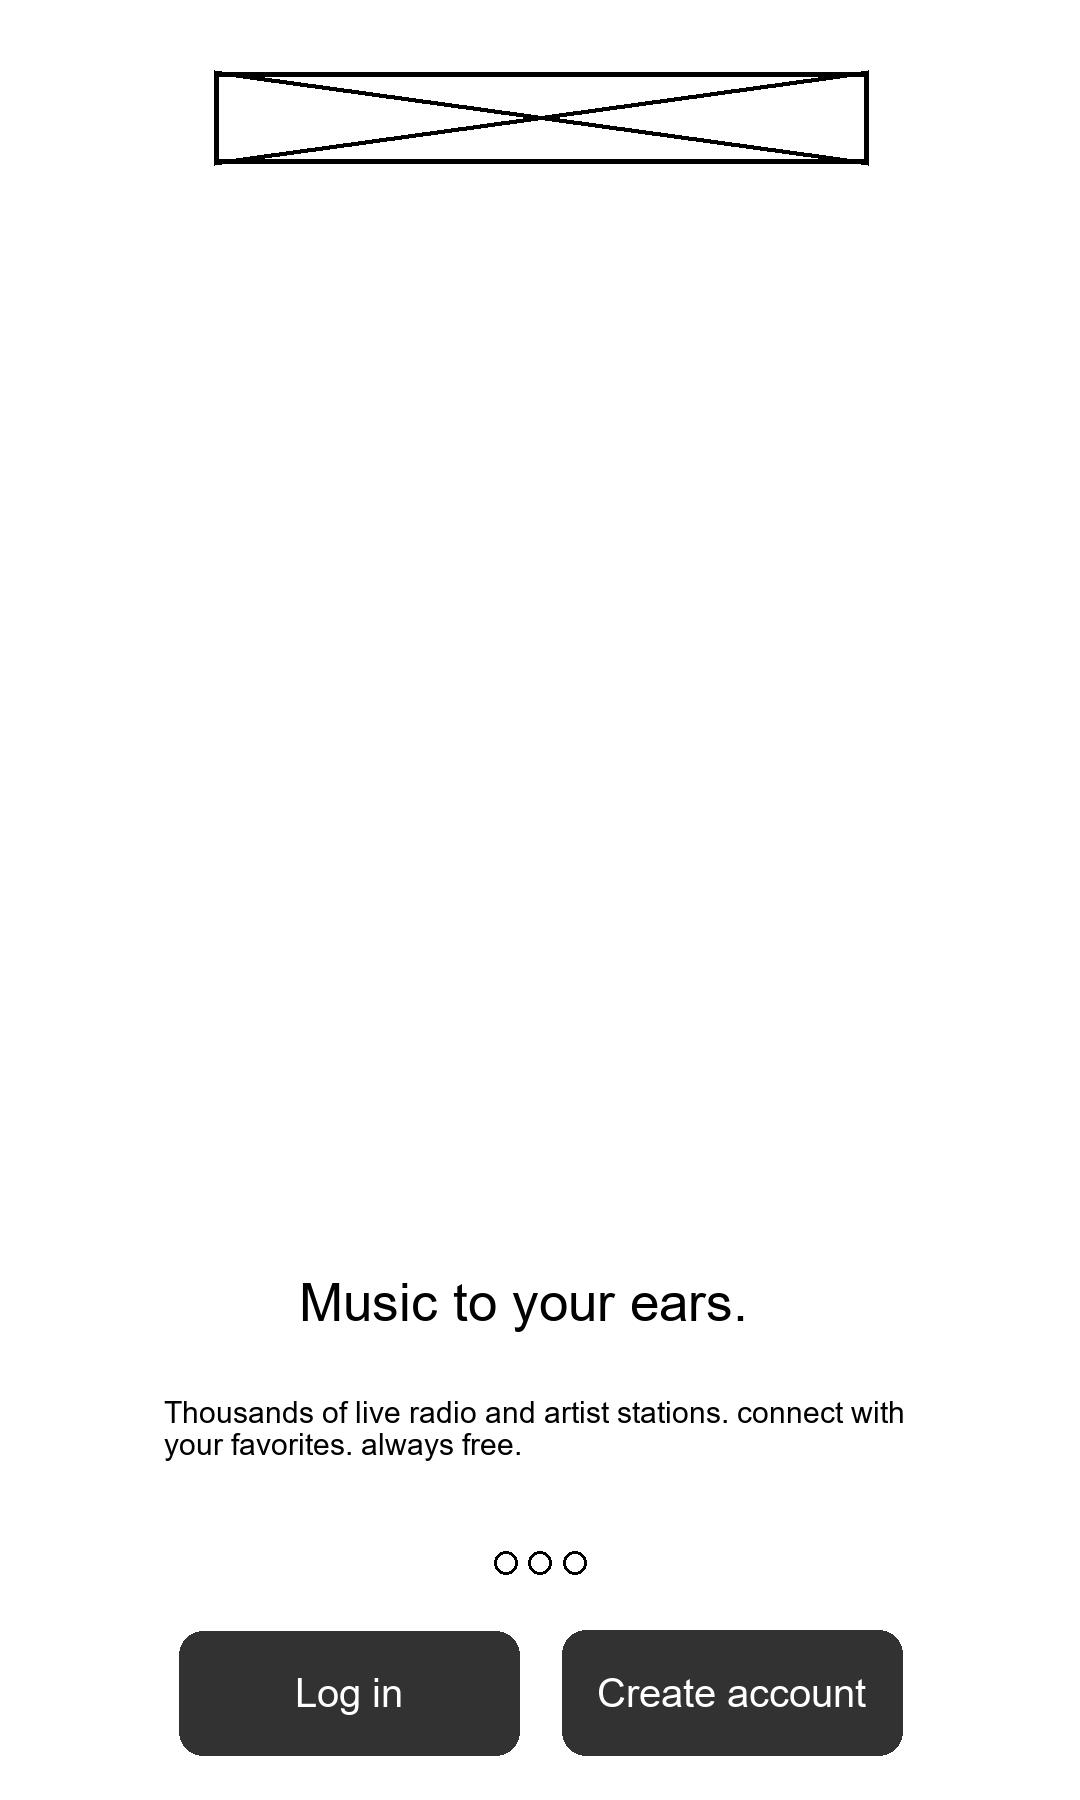 Music to your ears.
Thousands of live radio and artist stations. connect with
your favorites. always free.
Log in
Create account